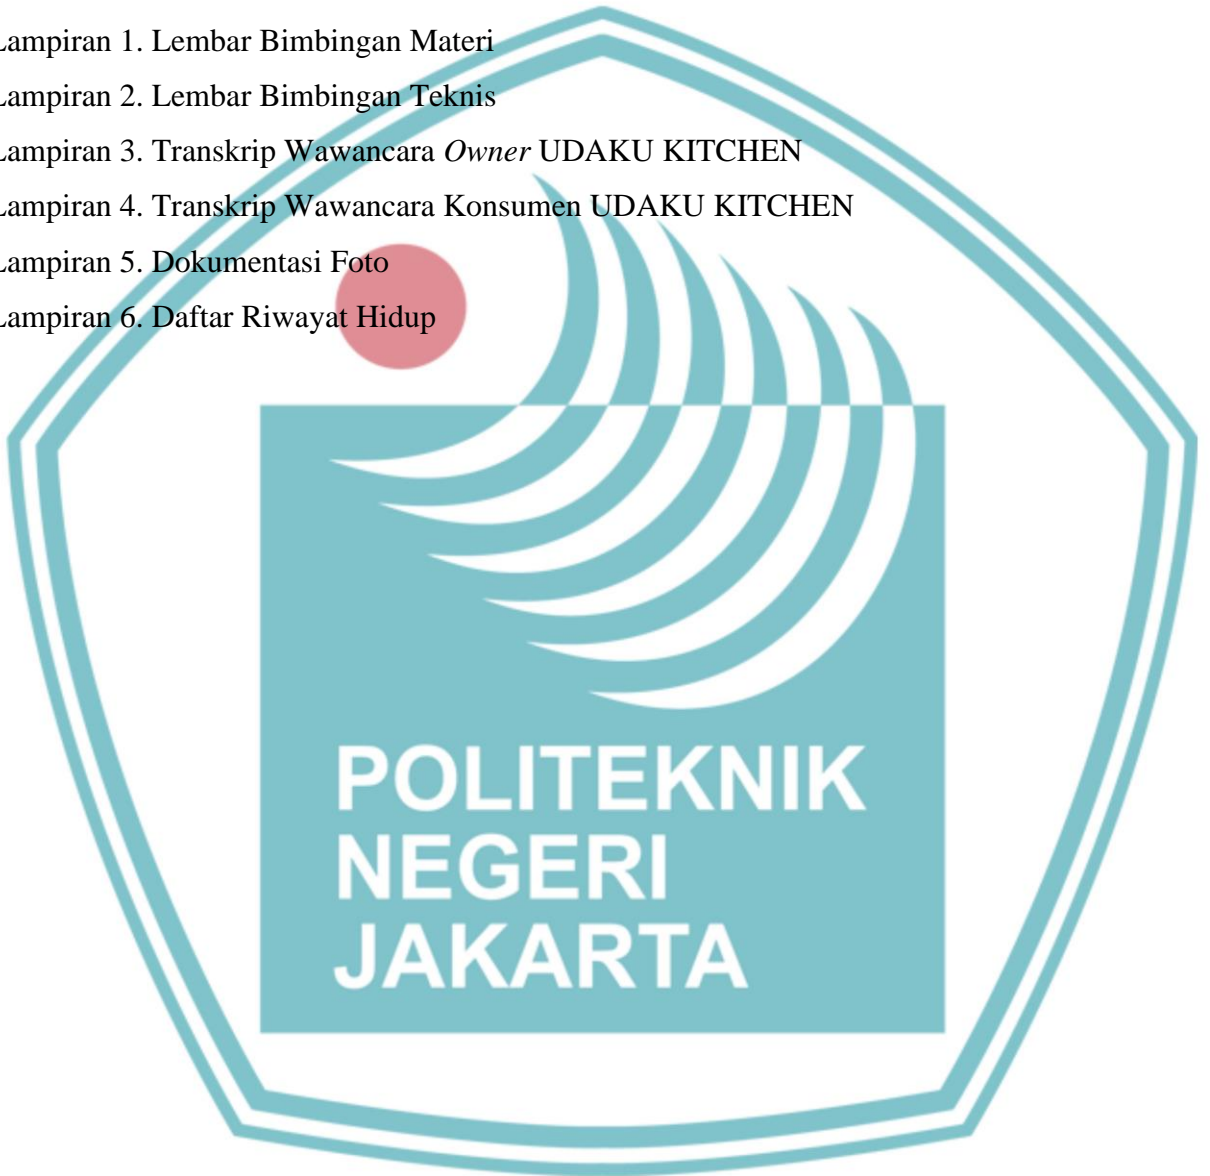 Lampiran 1. Lembar Bimbingan Materi
Lampiran 2. Lembar Bimbingan Teknis
Lampiran 3. Transkrip Wawancara Owner UDAKU KITCHEN
Lampiran 4. Transkrip Wawancara Konsumen UDAKU KITCHEN
Lampiran 5. Dokumentasi Foto
Lampiran 6. Daftar Riwayat Hidup
POLITEKNIK
NEGERI
JAKARTA